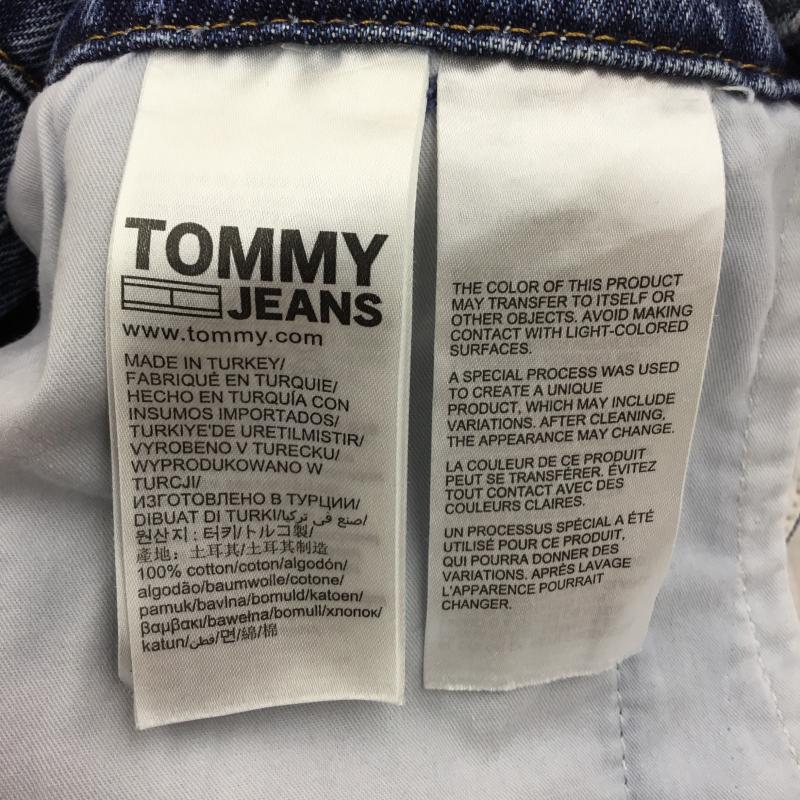 TOMMY
JEANS
www.tommy.com
MADE IN TURKEY/
FABRIQUÉ EN TURQUIE/
HECHO EN TURQUÍA CON
INSUMOS IMPORTADOS/
TURKIYE'DE URETILMISTIR/
VYROBENO V TURECKU/
WYPRODUKOWANO W
TURCJI/
ИЗГОТОВЛЕНО В ТУРЦИИ/
DIBUAT DI TURKI/صنع في تركيا/
원산지 : 터키/トルコ製/
產地：土耳其/土耳其制造
100% cotton/coton/algodón/
algodão/baumwolle/cotone/
pamuk/bavlna/bomuld/katoen/
βαμβακι/bawełna/bomull/хлопок/
katun/قطن/면/綿/棉
THE COLOR OF THIS PRODUCT
MAY TRANSFER TO ITSELF OR
OTHER OBJECTS. AVOID MAKING
CONTACT WITH LIGHT-COLORED
SURFACES.
A SPECIAL PROCESS WAS USED
TO CREATE A UNIQUE
PRODUCT, WHICH MAY INCLUDE
VARIATIONS. AFTER CLEANING,
THE APPEARANCE MAY CHANGE.
LA COULEUR DE CE PRODUIT
PEUT SE TRANSFÉRER. ÉVITEZ
TOUT CONTACT AVEC DES
COULEURS CLAIRES.
UN PROCESSUS SPÉCIAL A ÉTÉ
UTILISÉ POUR CE PRODUIT,
QUI POURRA DONNER DES
VARIATIONS. APRÉS LAVAGE
L'APPARENCE POURRAIT
CHANGER.